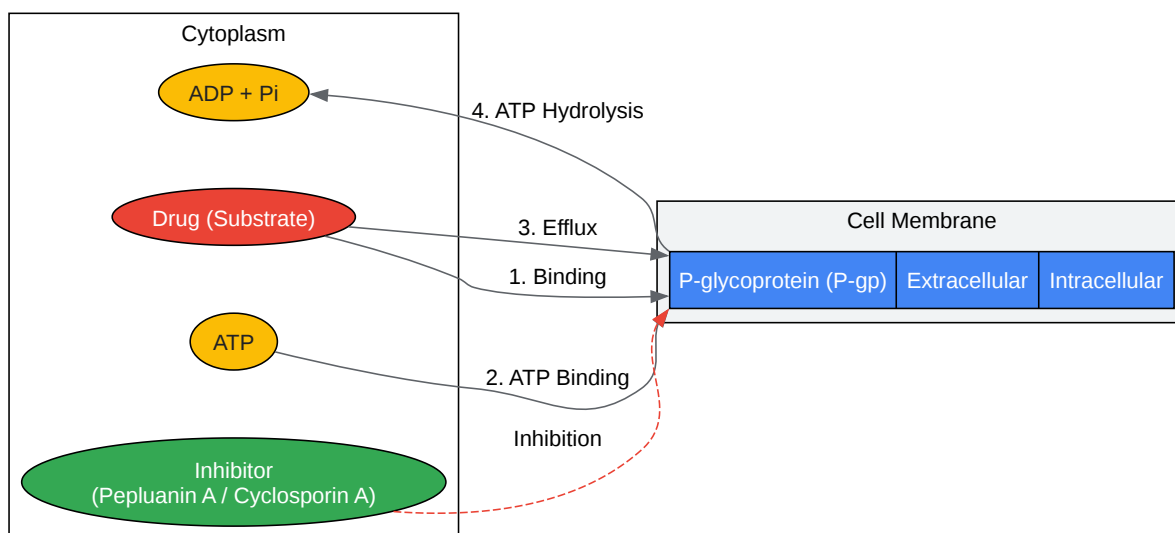 Cytoplasm
ADP + Pi
4. ATP Hydrolysis
Drug (Substrate)
3. Efflux
Cell Membrane
1. Binding
P-glycoprotein (P-gp)
Extracellular
Intracellular
ATP
2. ATP Binding
Inhibition
Inhibitor
(Pepluanin A / Cyclosporin A)